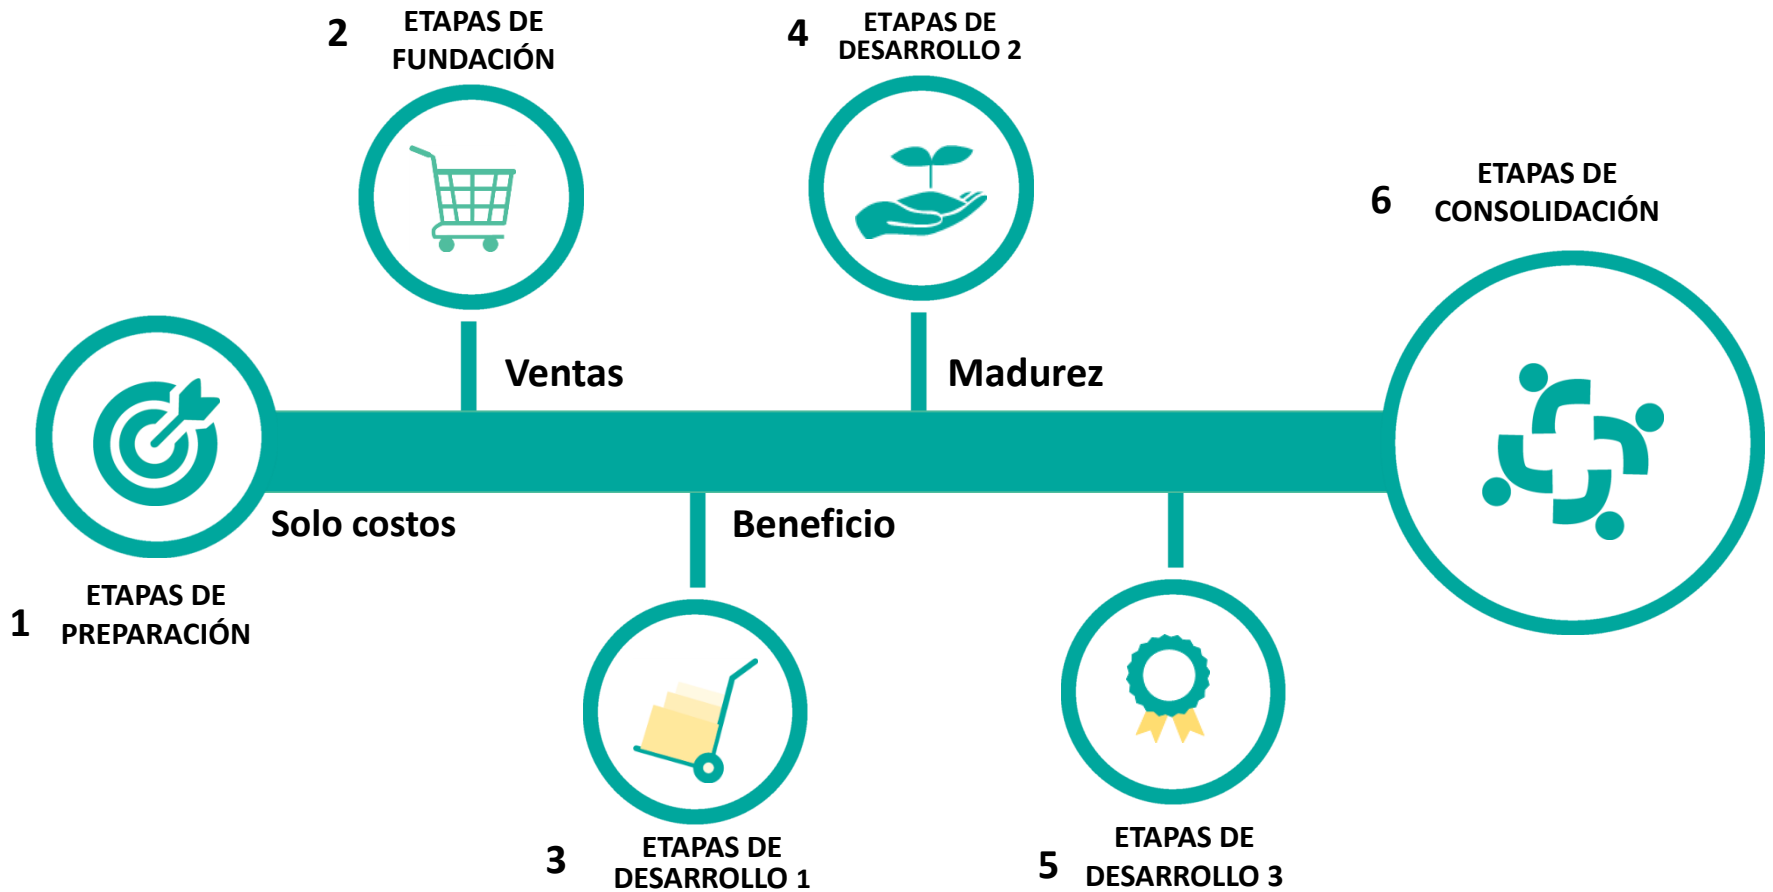 1
ETAPAS DE
PREPARACIÓN
Solo costos
2
ETAPAS DE
FUNDACIÓN
Ventas
3
ETAPAS DE
DESARROLLO 1
Beneficio
4
ETAPAS DE
DESARROLLO 2
Madurez
5
ETAPAS DE
DESARROLLO 3
6
ETAPAS DE
CONSOLIDACIÓN